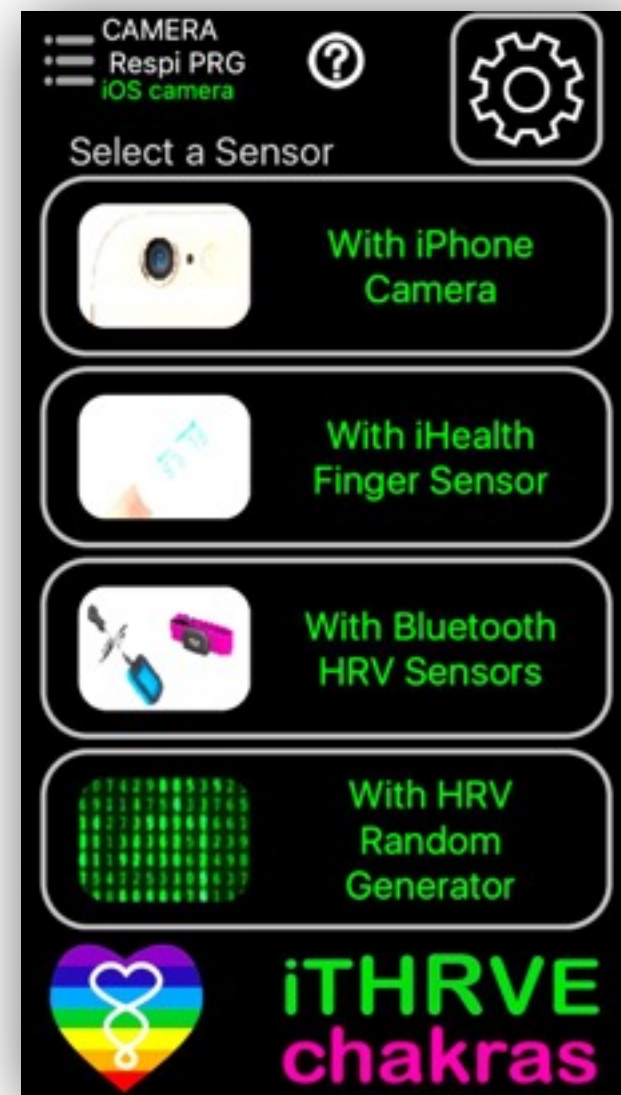 CAMERA
Respi PRG
iOS camera
Select a Sensor
With iPhone
Camera
With iHealth
Finger Sensor
With Bluetooth
HRV Sensors
With HRV
Random
Generator
iTHRVE
chakras